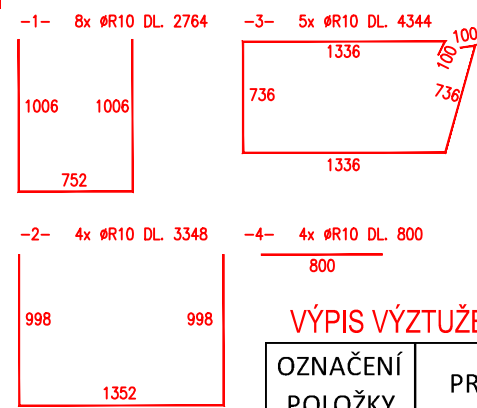 -1- 8x øR10 DL. 2764
1006
1006
752
-3- 5x øR10 DL. 4344
1336
100
100
736
736
1336
-2- 4x øR10 DL. 3348
998
998
1352
-4- 4x øR10 DL. 800
800
VÝPIS VÝZTUŽE
OZNAČENÍ
POLOŽKY
PR